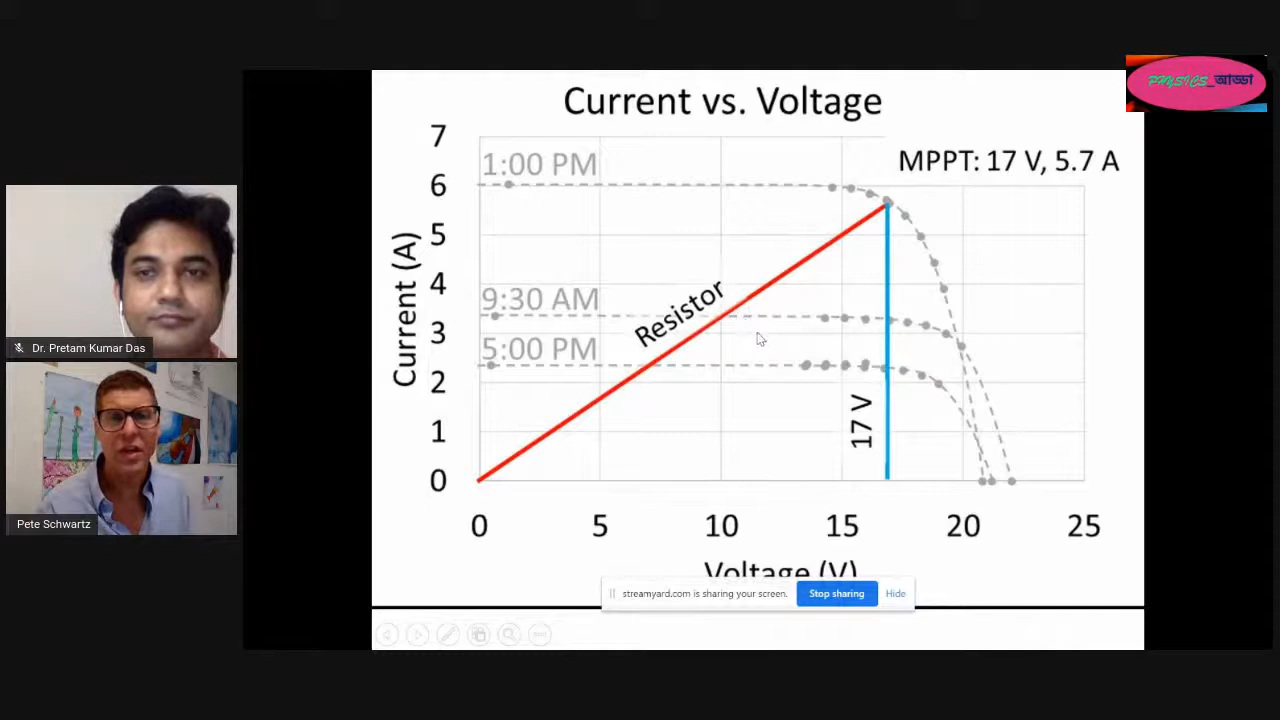 PHYSICS_আড্ডা
Current vs. Voltage
MPPT: 17 V, 5.7 A
7
6
5
4
3
2
1
0
Current (A)
1:00 PM
9:30 AM
5:00 PM
Resistor
17 V
0 5 10 15 20 25
Voltage (V)
Dr. Pretam Kumar Das
Pete Schwartz
streamyard.com is sharing your screen. Stop sharing Hide